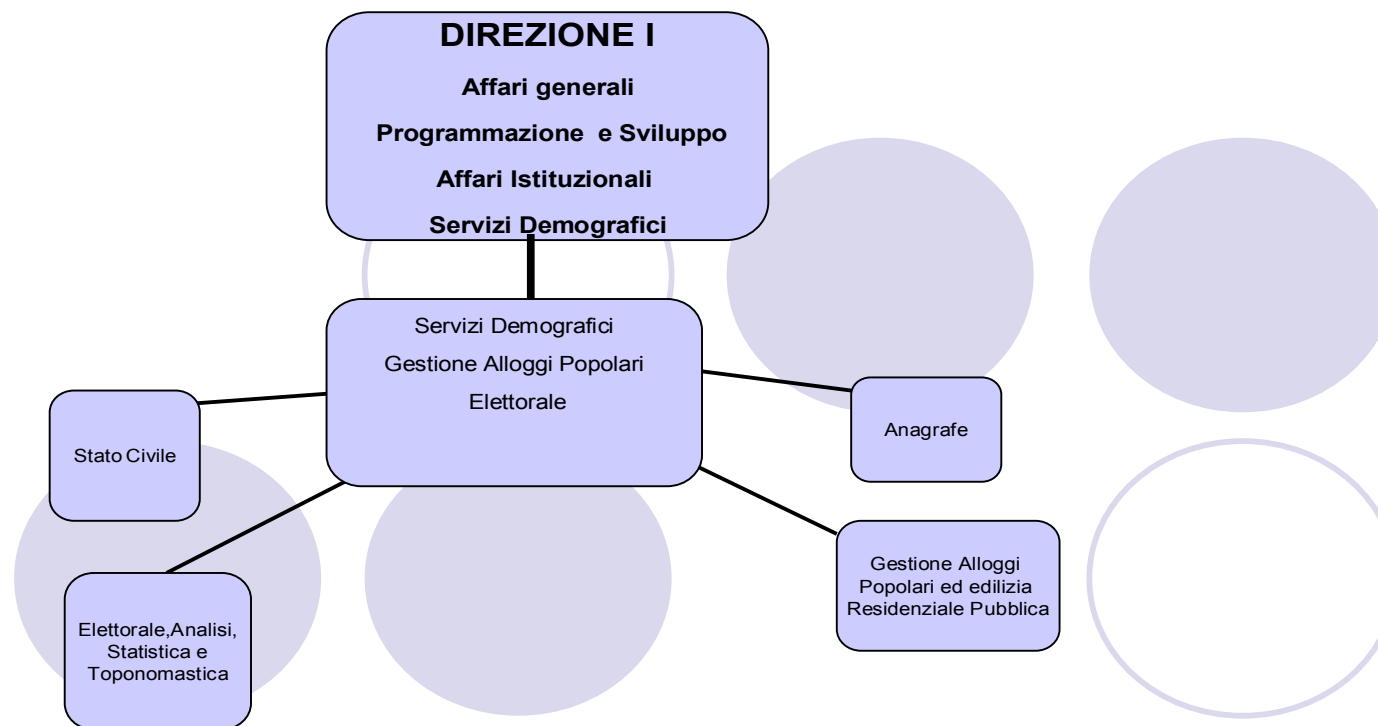 DIREZIONE I
Affari generali
Programmazione e Sviluppo
Affari Istituzionali
Servizi Demografici
Servizi Demografici
Gestione Alloggi Popolari
Elettorale
Stato Civile
Anagrafe
Elettorale,Analisi,
Statistica e
Toponomastica
Gestione Alloggi
Popolari ed edilizia
Residenziale Pubblica